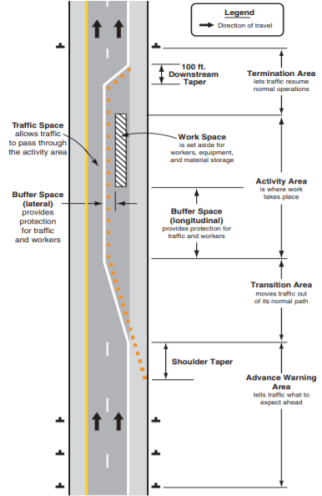 Legend
Direction of travel
100 ft.
Downstream
Taper
Termination Area
lets traffic resume
normal operations
Traffic Space
allows traffic
to pass through
the activity area
Work Space
is set aside for
workers, equipment,
and material storage
Activity Area
is where work
takes place
Buffer Space
(lateral)
provides
protection
for traffic
and workers
Buffer Space
(longitudinal)
provides protection for
traffic and workers
Transition Area
moves traffic out
of its normal path
Shoulder Taper
Advance Warning
Area
tells traffic what to
expect ahead